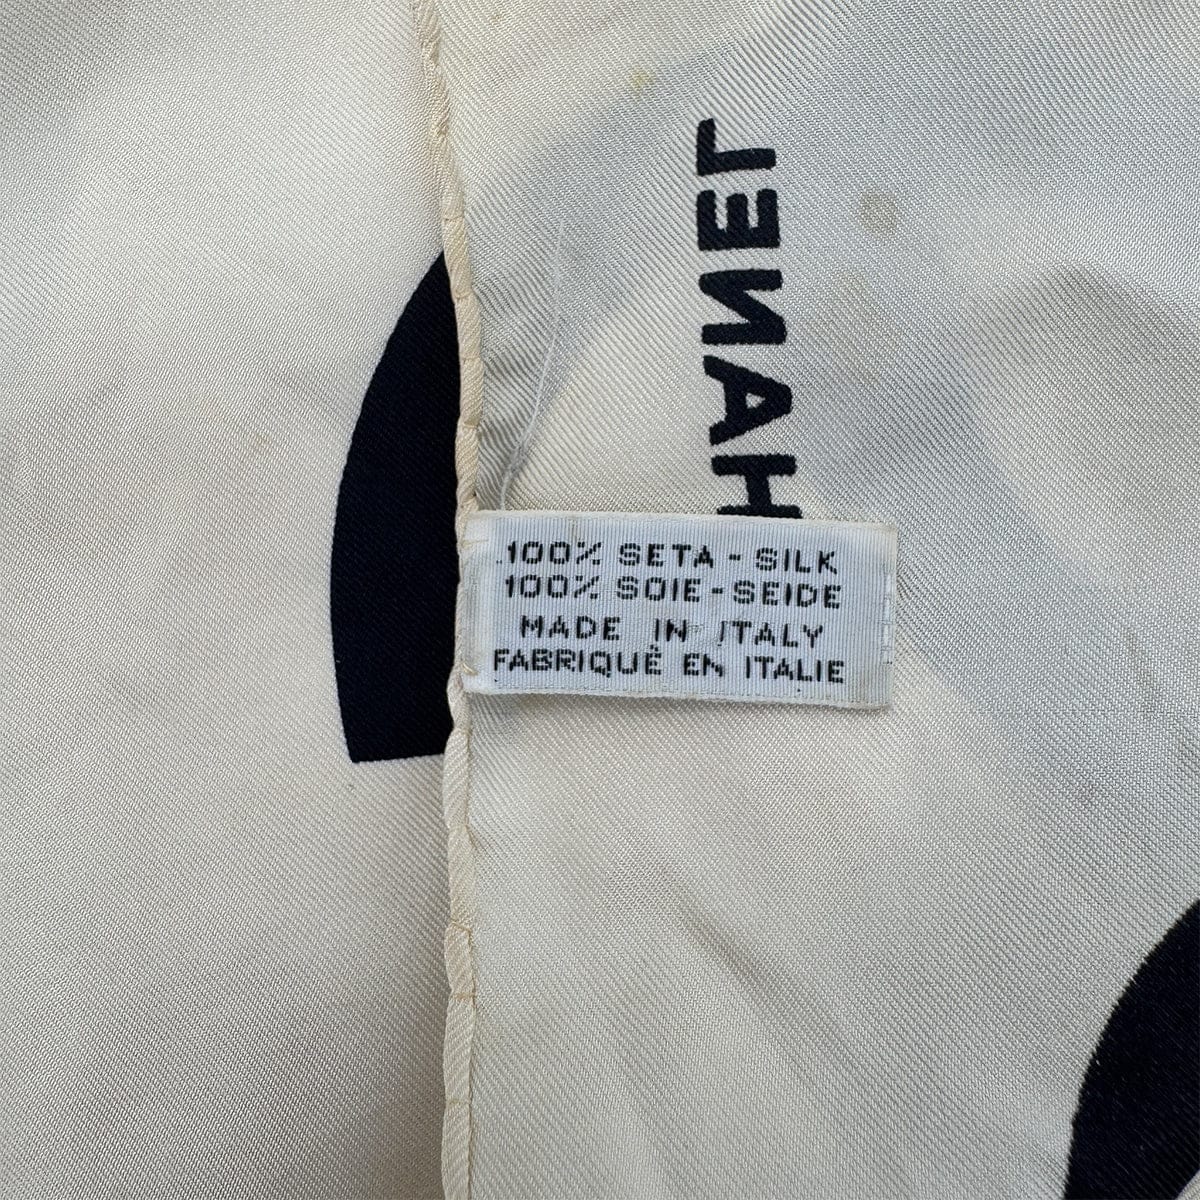 HANEL
100% SETA - SILK
100% SOIE - SEIDE
MADE IN ITALY
FABRIQUÈ EN ITALIE